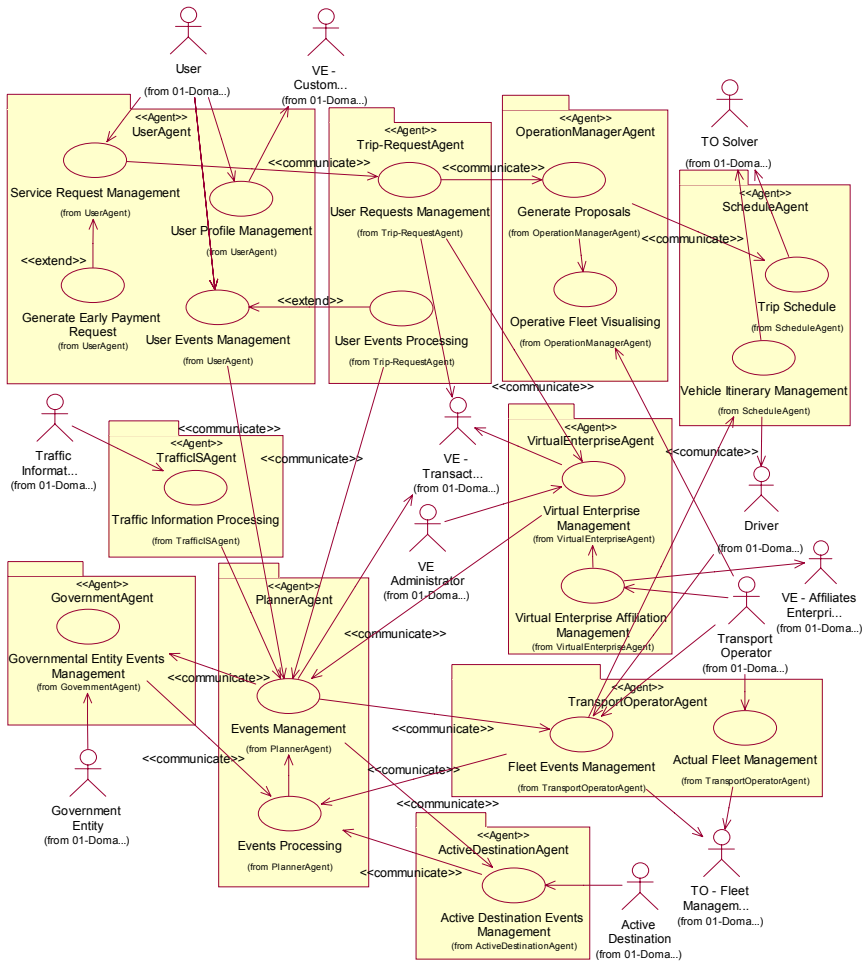 User
(from 01-Doma...)
VE -
Custom...
(from 01-Doma...)
TO Solver
(from 01-Doma...)
<<Agent>>
UserAgent
Service Request Management
(from UserAgent)
User Profile Management
(from UserAgent)
<<extend>>
Generate Early Payment
Request
(from UserAgent)
User Events Management
(from UserAgent)
<<communicate>>
<<Agent>>
Trip-RequestAgent
User Requests Management
(from Trip-RequestAgent)
<<extend>>
User Events Processing
(from Trip-RequestAgent)
<<communicate>>
<<Agent>>
OperationManagerAgent
Generate Proposals
(from OperationManagerAgent)
Operative Fleet Visualising
(from OperationManagerAgent)
<<communicate>>
<<Agent>>
ScheduleAgent
Trip Schedule
(from ScheduleAgent)
Vehicle Itinerary Management
(from ScheduleAgent)
<<communicate>>
Traffic
Informat...
(from 01-Doma...)
<<communicate>>
<<Agent>>
TrafficISAgent
Traffic Information Processing
(from TrafficISAgent)
<<communicate>>
VE -
Transact...
(from 01-Doma...)
<<Agent>>
VirtualEnterpriseAgent
Virtual Enterprise
Management
(from VirtualEnterpriseAgent)
Virtual Enterprise Affiliation
Management
(from VirtualEnterpriseAgent)
<<comunicate>>
Driver
(from 01-Doma...)
VE
Administrator
(from 01-Doma...)
VE - Affiliates
Enterpri...
(from 01-Doma...)
Transport
Operator
(from 01-Doma...)
<<Agent>>
GovernmentAgent
Governmental Entity Events
Management
(from GovernmentAgent)
<<communicate>>
<<communicate>>
Government
Entity
(from 01-Doma...)
<<Agent>>
PlannerAgent
Events Management
(from PlannerAgent)
Events Processing
(from PlannerAgent)
<<communicate>>
<<communicate>>
<<comunicate>>
<<communicate>>
<<communicate>>
<<Agent>>
TransportOperatorAgent
Fleet Events Management
(from TransportOperatorAgent)
Actual Fleet Management
(from TransportOperatorAgent)
<<Agent>>
ActiveDestinationAgent
Active Destination Events
Management
(from ActiveDestinationAgent)
Active
Destination
(from 01-Doma...)
TO - Fleet
Managem...
(from 01-Doma...)